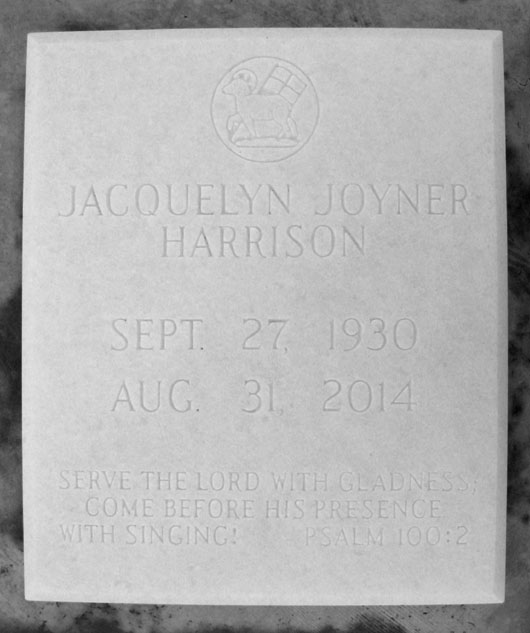 JACQUELYN JOYNER
HARRISON
SEPT. 27, 1930
AUG. 31, 2014
SERVE THE LORD WITH GLADNESS;
COME BEFORE HIS PRESENCE
WITH SINGING! PSALM 100:2